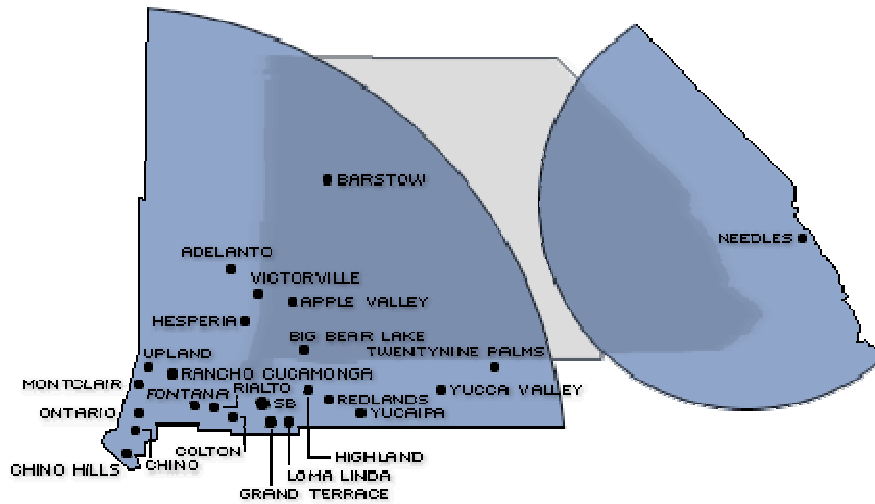 BARSTOW
NEEDLES
ADELANTO
VICTORVILLE
APPLE VALLEY
HESPERIA
BIG BEAR LAKE
UPLAND
TWENTYNINE PALMS
RANCHO CUCAMONGA
MONTCLAIR
RIALTO
FONTANA
YUCCA VALLEY
SB
REDLANDS
ONTARIO
YUCAIPA
COLTON
HIGHLAND
CHINO
CHINO HILLS
LOMA LINDA
GRAND TERRACE